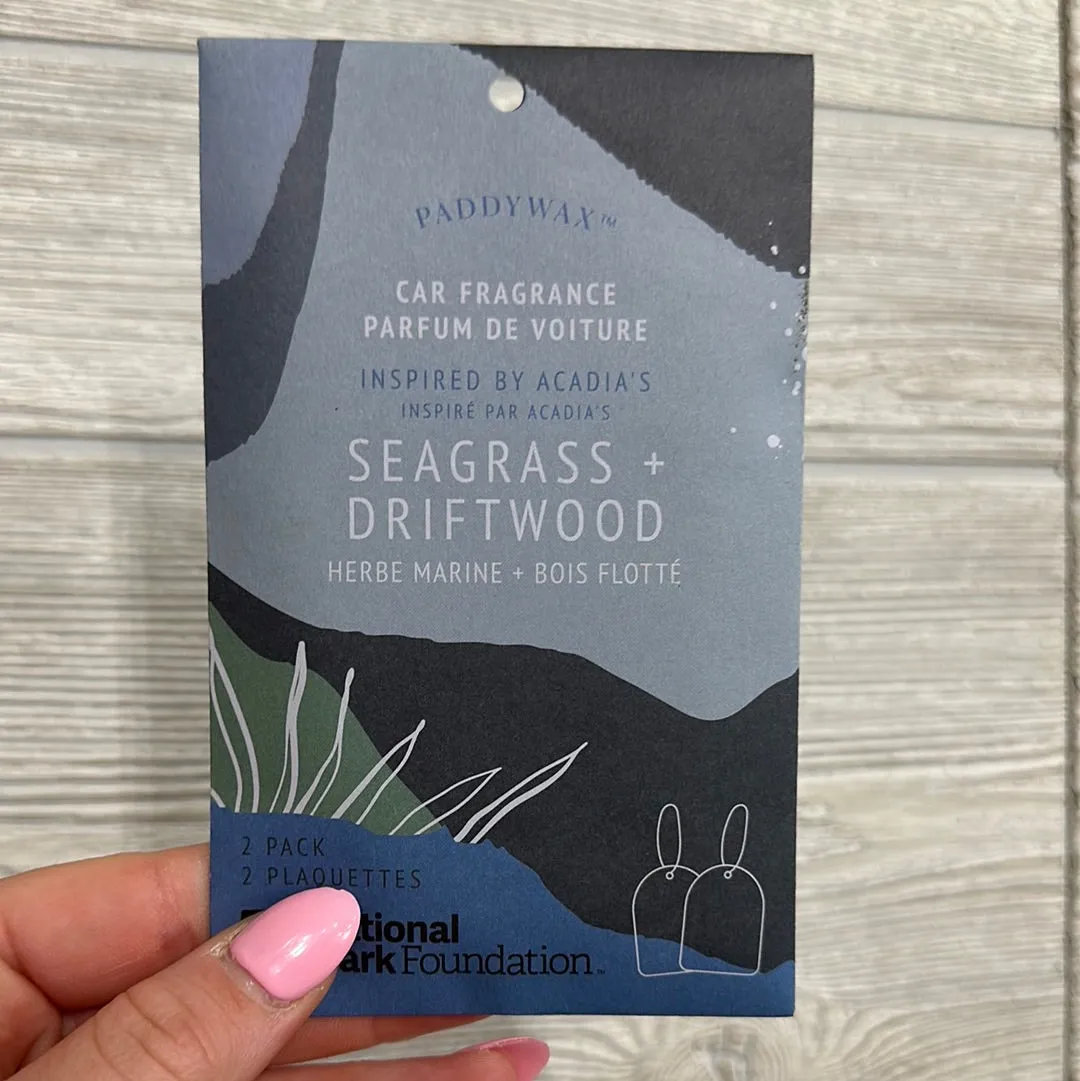 PADDYWAX™
CAR FRAGRANCE
PARFUM DE VOITURE
INSPIRED BY ACADIA'S
INSPIRÉ PAR ACADIA'S
SEAGRASS +
DRIFTWOOD
HERBE MARINE + BOIS FLOTTÉ
2 PACK
2 PLAQUETTES
tional
ark Foundation™